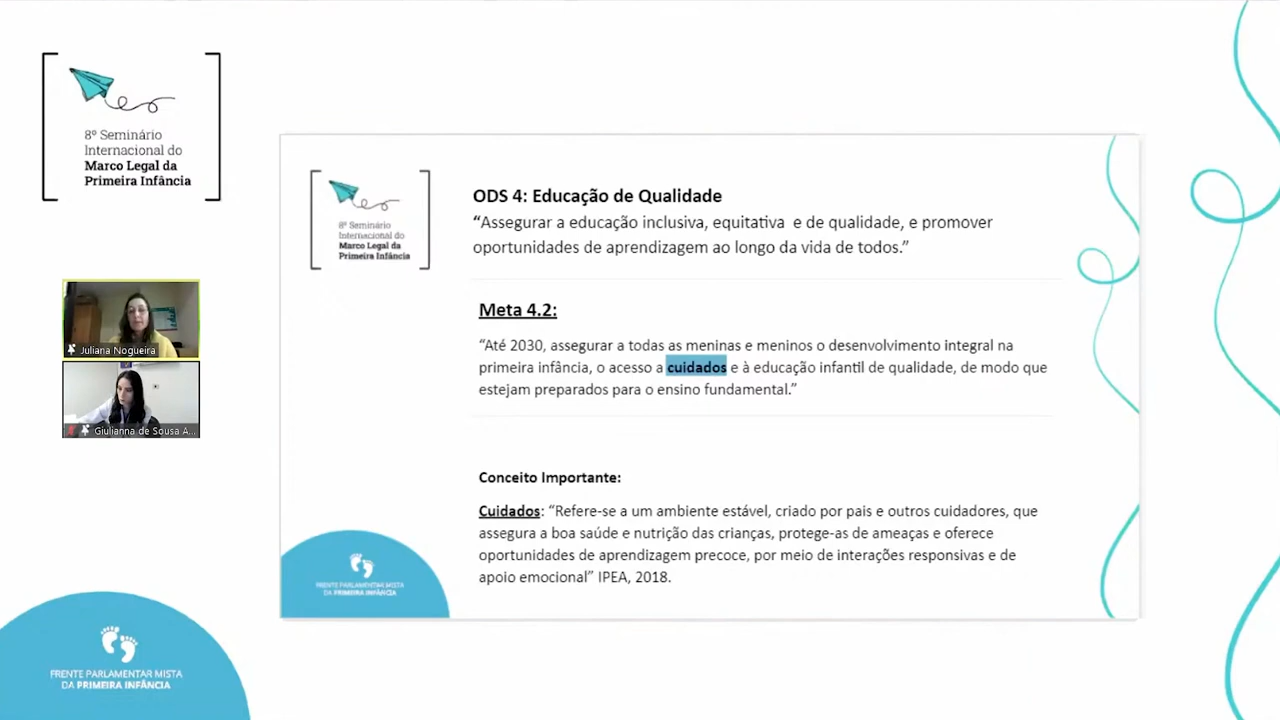 8º Seminário
Internacional do
Marco Legal da
Primeira Infância
Juliana Nogueira
Giulianna de Sousa A...
FRENTE PARLAMENTAR MISTA
DA PRIMEIRA INFÂNCIA
8º Seminário
Internacional do
Marco Legal da
Primeira Infância
ODS 4: Educação de Qualidade
“Assegurar a educação inclusiva, equitativa e de qualidade, e promover
oportunidades de aprendizagem ao longo da vida de todos.”
Meta 4.2:
“Até 2030, assegurar a todas as meninas e meninos o desenvolvimento integral na
primeira infância, o acesso a cuidados e à educação infantil de qualidade, de modo que
estejam preparados para o ensino fundamental.”
Conceito Importante:
Cuidados: “Refere-se a um ambiente estável, criado por pais e outros cuidadores, que
assegura a boa saúde e nutrição das crianças, protege-as de ameaças e oferece
oportunidades de aprendizagem precoce, por meio de interações responsivas e de
apoio emocional” IPEA, 2018.
FRENTE PARLAMENTAR MISTA
DA PRIMEIRA INFÂNCIA